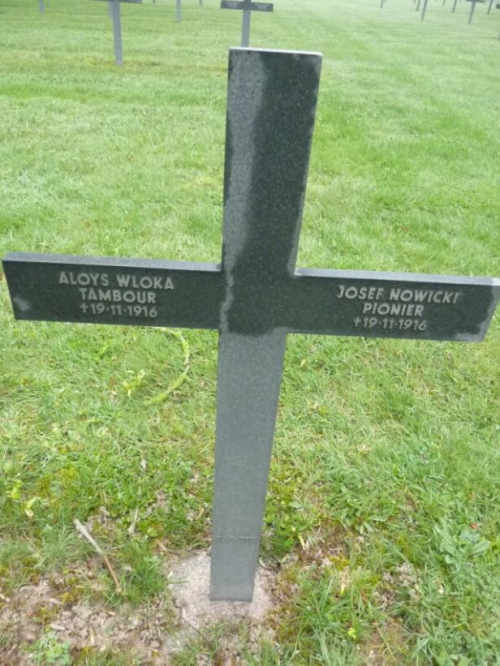 ALOYS WLOKA
TAMBOUR
†19·11·1916
JOSEF NOWICKI
PIONIER
†19·11·1916